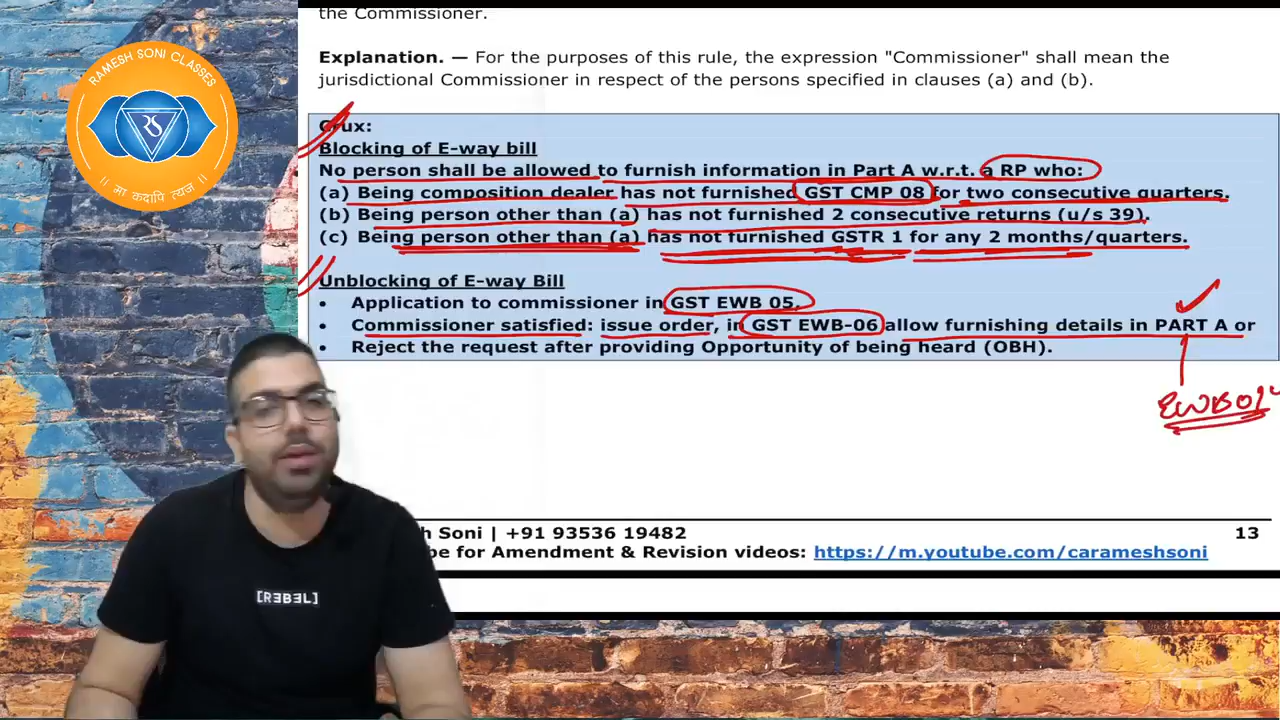 RAMESH SONI CLASSES
RS
।। मा कदापि त्यज ।।
the Commissioner.
Explanation. — For the purposes of this rule, the expression "Commissioner" shall mean the
jurisdictional Commissioner in respect of the persons specified in clauses (a) and (b).
Crux:
Blocking of E-way bill
No person shall be allowed to furnish information in Part A w.r.t. a RP who:
(a) Being composition dealer has not furnished GST CMP 08 for two consecutive quarters.
(b) Being person other than (a) has not furnished 2 consecutive returns (u/s 39).
(c) Being person other than (a) has not furnished GSTR 1 for any 2 months/quarters.
Unblocking of E-way Bill
• Application to commissioner in GST EWB 05.
• Commissioner satisfied: issue order, in GST EWB-06 allow furnishing details in PART A or
• Reject the request after providing Opportunity of being heard (OBH).
EWB01
h Soni | +91 93536 19482
13
be for Amendment & Revision videos: https://m.youtube.com/carameshsoni
[REBEL]